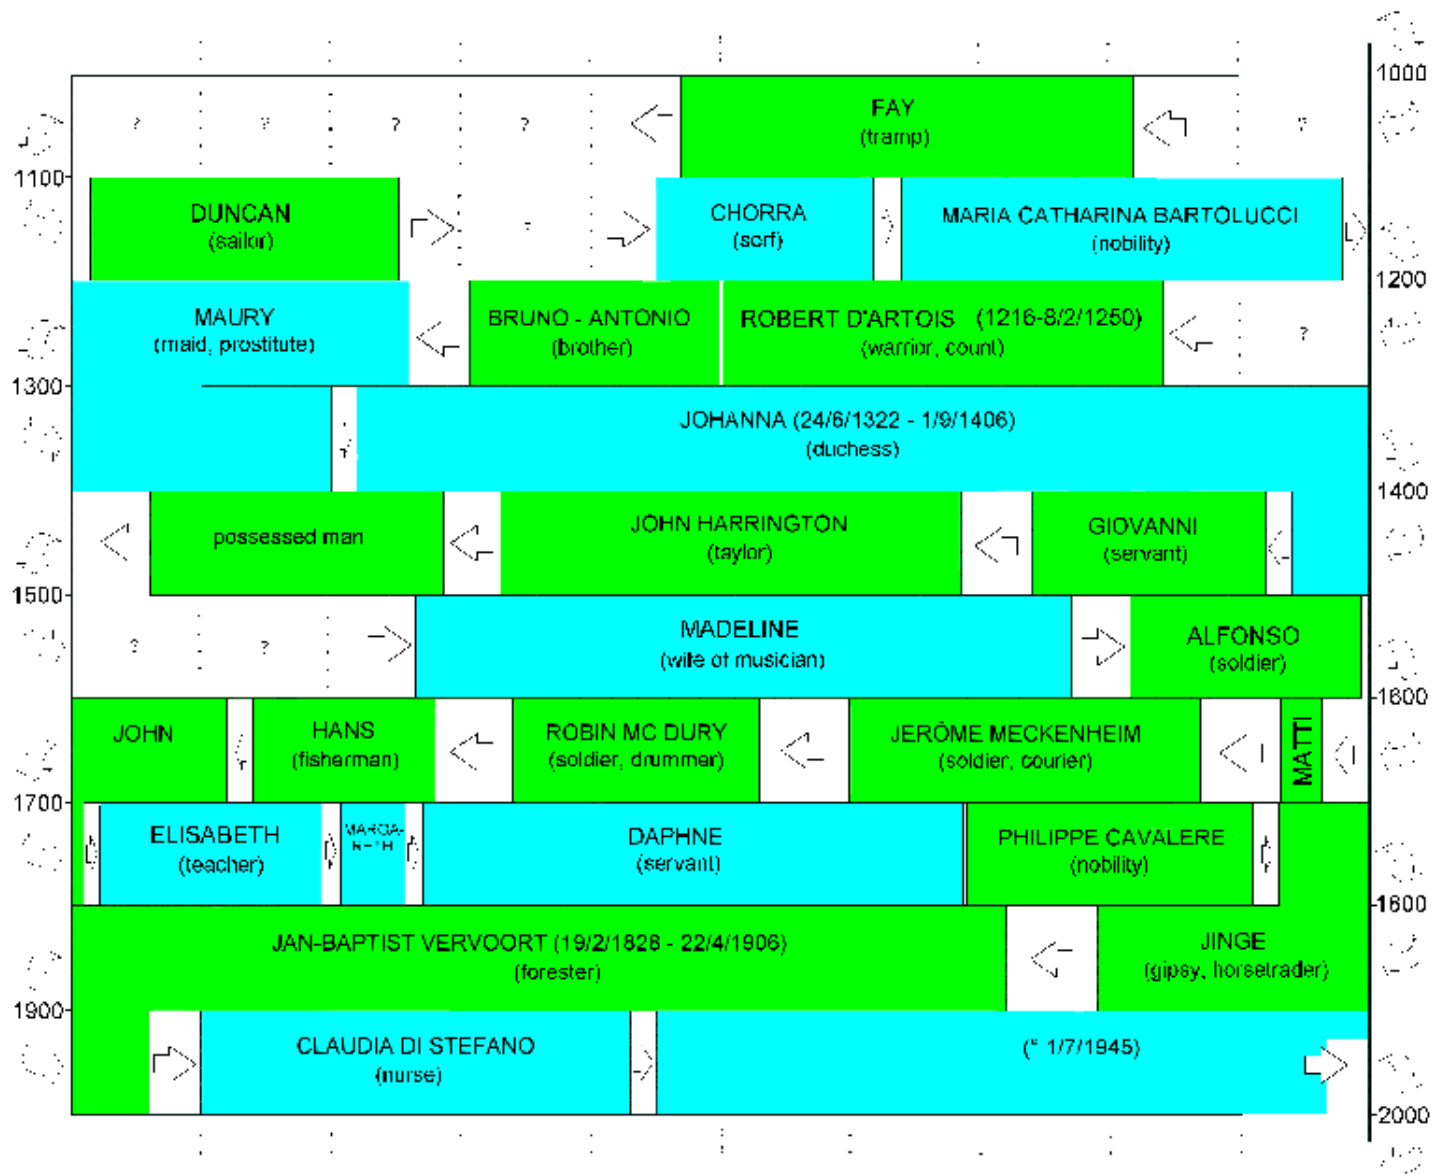 1000
FAY
(tramp)
? ? ? ? ?
1100
DUNCAN
(sailor)
?
CHORRA
(serf)
MARIA CATHARINA BARTOLUCCI
(nobility)
1200
MAURY
(maid, prostitute)
BRUNO - ANTONIO
(brother)
ROBERT D'ARTOIS (1216-8/2/1250)
(warrior, count)
?
1300
JOHANNA (24/6/1322 - 1/9/1406)
(duchess)
1400
possessed man
JOHN HARRINGTON
(taylor)
GIOVANNI
(servant)
1500
? ?
MADELINE
(wife of musician)
ALFONSO
(soldier)
1600
JOHN
HANS
(fisherman)
ROBIN MC DURY
(soldier, drummer)
JERÔME MECKENHEIM
(soldier, courier)
MATTI
1700
ELISABETH
(teacher)
DAPHNE
(servant)
PHILIPPE CAVALERE
(nobility)
1800
JAN-BAPTIST VERVOORT (19/2/1828 - 22/4/1906)
(forester)
JINGE
(gipsy, horsetrader)
1900
CLAUDIA DI STEFANO
(nurse)
(° 1/7/1945)
2000